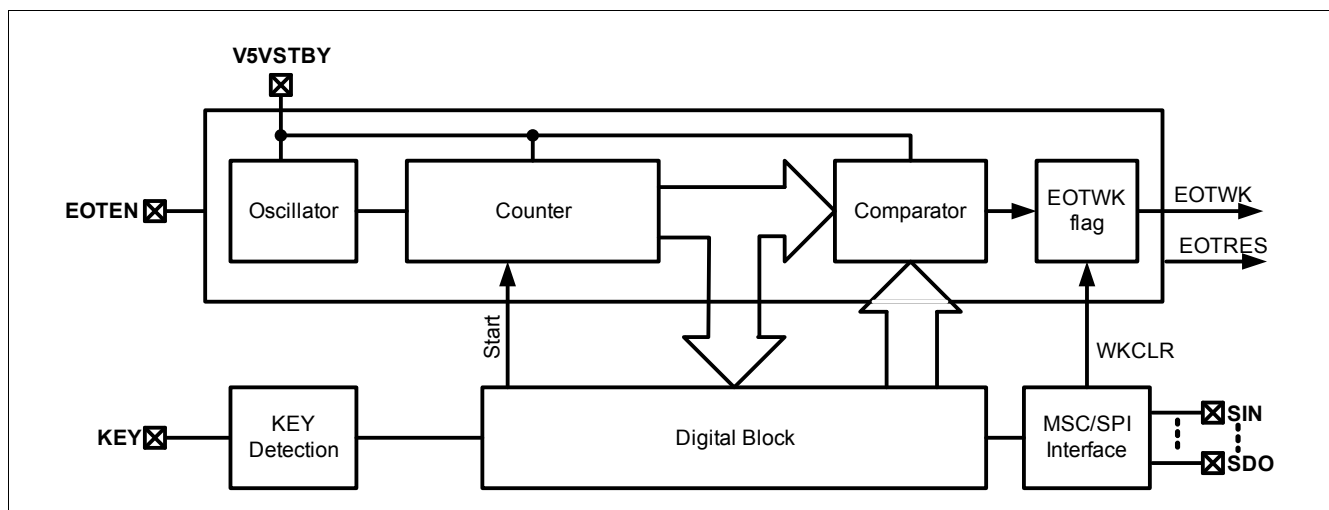 V5VSTBY
EOTEN
Oscillator
Counter
Comparator
EOTWK
flag
EOTWK
EOTRES
Start
WKCLR
KEY
KEY
Detection
Digital Block
MSC/SPI
Interface
SIN
SDO